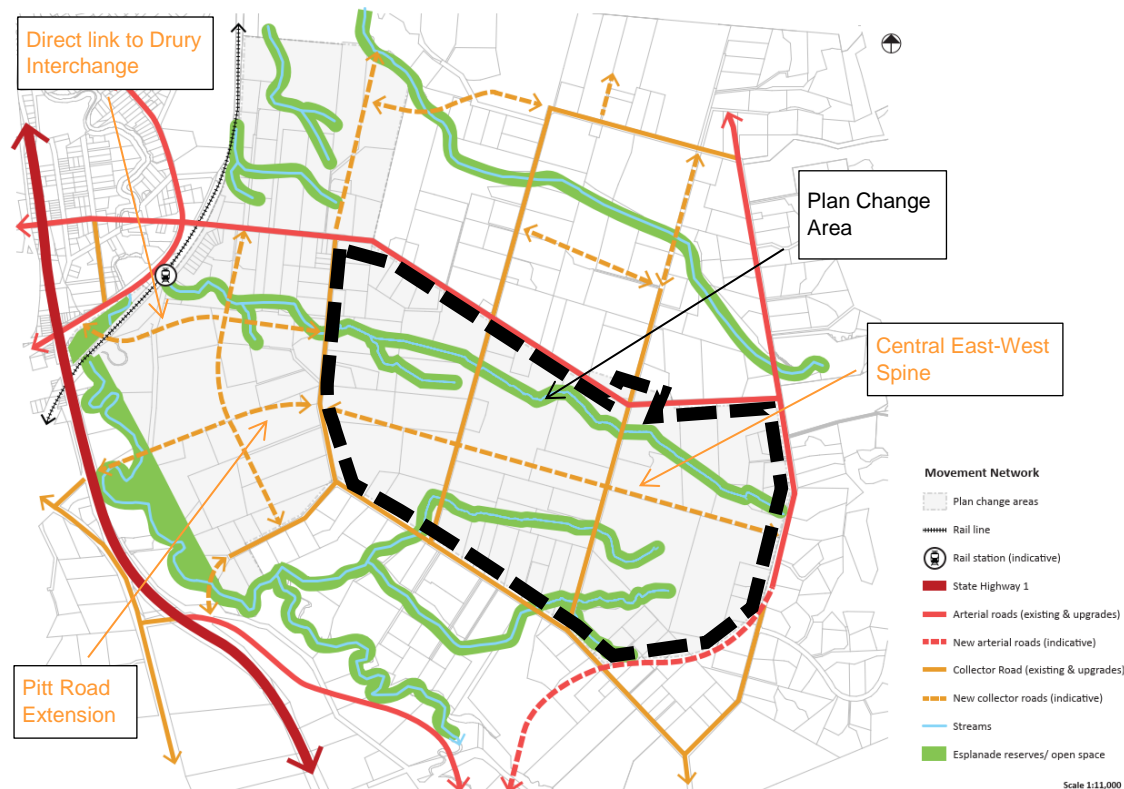 Direct link to Drury
Interchange
Plan Change
Area
Central East-West
Spine
Pitt Road
Extension
Movement Network
Plan change areas
Rail line
Rail station (indicative)
State Highway 1
Arterial roads (existing & upgrades)
New arterial roads (indicative)
Collector Road (existing & upgrades)
New collector roads (indicative)
Streams
Esplanade reserves/ open space
Scale 1:11,000